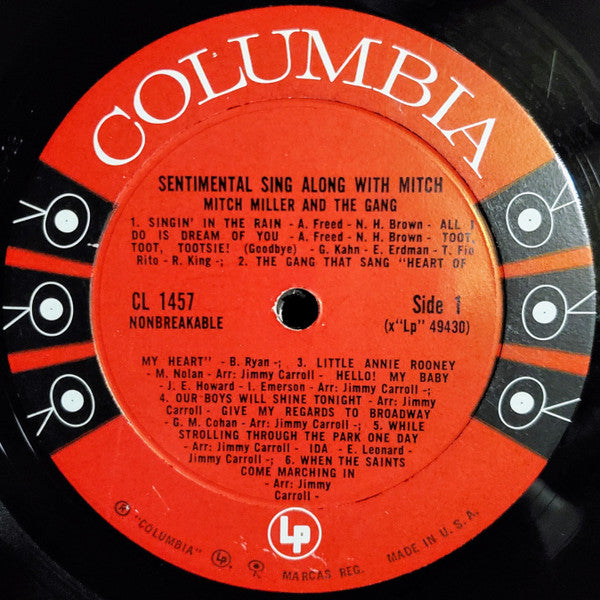 COLUMBIA
SENTIMENTAL SING ALONG WITH MITCH
MITCH MILLER AND THE GANG
1. SINGIN' IN THE RAIN - A. Freed - N. H. Brown - ALL I
DO IS DREAM OF YOU - A. Freed - N. H. Brown - TOOT,
TOOT, TOOTSIE! (Goodbye) - G. Kahn - E. Erdman - T. Fio
Rito - R. King -; 2. THE GANG THAT SANG "HEART OF
CL 1457
NONBREAKABLE
Side 1
(x"Lp" 49430)
MY HEART" - B. Ryan -; 3. LITTLE ANNIE ROONEY
- M. Nolan - Arr: Jimmy Carroll - HELLO! MY BABY
- J. E. Howard - I. Emerson - Arr: Jimmy Carroll -;
4. OUR BOYS WILL SHINE TONIGHT - Arr: Jimmy
Carroll - GIVE MY REGARDS TO BROADWAY
- G. M. Cohan - Arr: Jimmy Carroll -; 5. WHILE
STROLLING THROUGH THE PARK ONE DAY
- Arr: Jimmy Carroll - IDA - E. Leonard -
Jimmy Carroll -; 6. WHEN THE SAINTS
COME MARCHING IN
- Arr: Jimmy
Carroll -
Lp
"COLUMBIA" Lp MARCAS REG. MADE IN U. S. A.